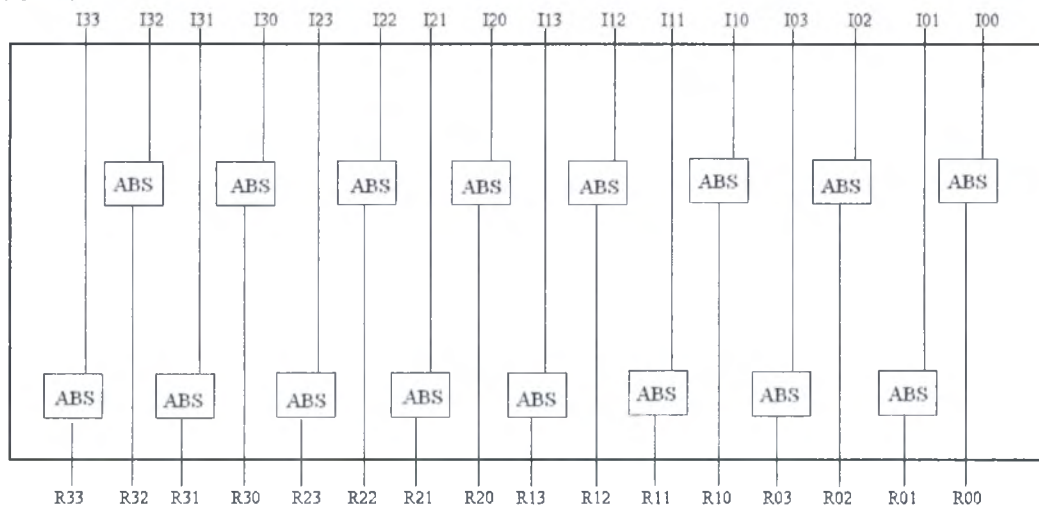 I33 I32 I31 I30 I23 I22 I21 I20 I13 I12 I11 I10 I03 I02 I01 I00
ABS ABS ABS ABS ABS ABS ABS ABS
ABS ABS ABS ABS ABS ABS ABS ABS
R33 R32 R31 R30 R23 R22 R21 R20 R13 R12 R11 R10 R03 R02 R01 R00